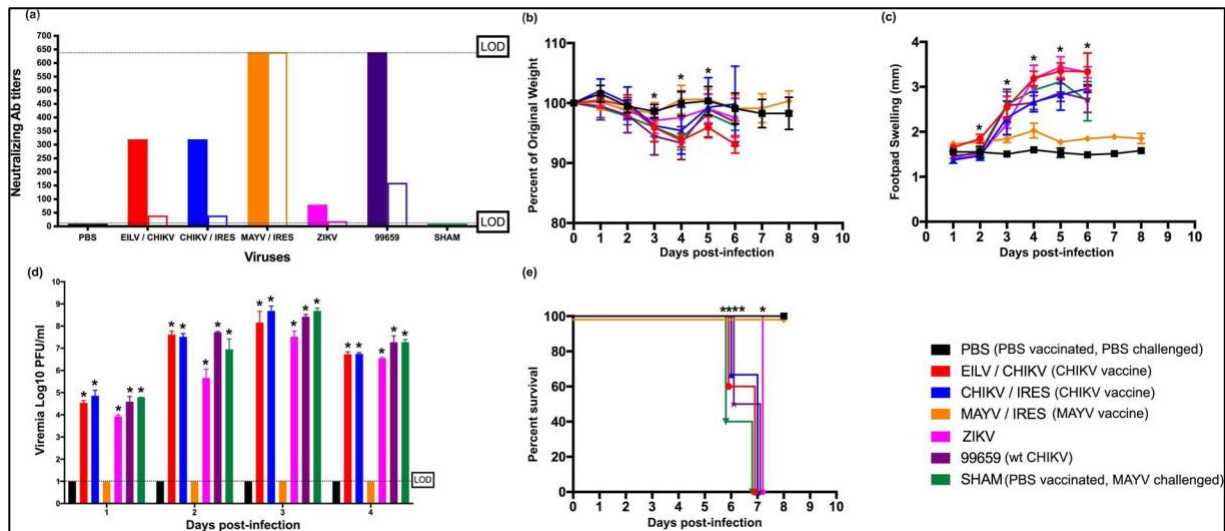 (a)
Neutralizing Ab titers
700
650
600
550
500
450
400
350
300
250
200
150
100
50
0
LOD
LOD
PBS
EILV / CHIKV
CHIKV / IRES
MAYV / IRES
ZIKV
99659
SHAM
Viruses
(b)
Percent of Original Weight
110
100
90
80
* * *
0 1 2 3 4 5 6 7 8 9 10
Days post-infection
(c)
Footpad Swelling (mm)
4
3
2
1
0
* * * * *
0 1 2 3 4 5 6 7 8 9 10
Days post-infection
(d)
Viremia Log10 PFU/ml
10
9
8
7
6
5
4
3
2
1
0
* * * * *
* * * * *
* * * * *
* * * * *
LOD
1 2 3 4
Days post-infection
(e)
Percent survival
100
80
60
40
20
0
**** *
0 1 2 3 4 5 6 7 8 9 10
Days post-infection
PBS (PBS vaccinated, PBS challenged)
EILV / CHIKV (CHIKV vaccine)
CHIKV / IRES (CHIKV vaccine)
MAYV / IRES (MAYV vaccine)
ZIKV
99659 (wt CHIKV)
SHAM (PBS vaccinated, MAYV challenged)